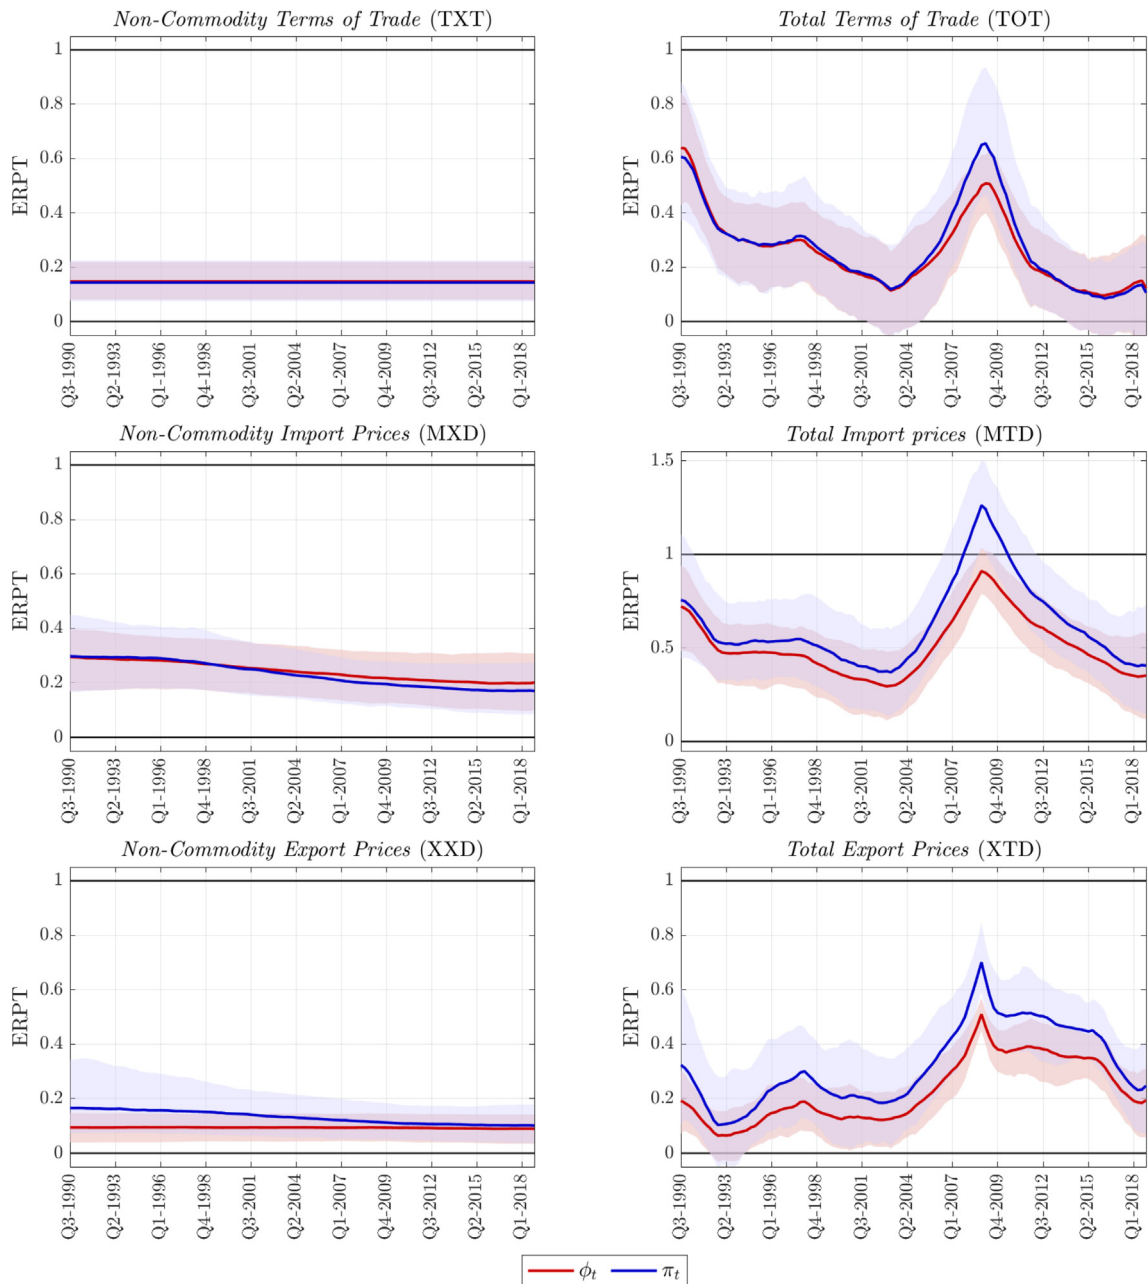 Non-Commodity Terms of Trade (TXT)
1
0.8
0.6
0.4
0.2
0
ERPT
Q3-1990
Q2-1993
Q1-1996
Q4-1998
Q3-2001
Q2-2004
Q1-2007
Q4-2009
Q3-2012
Q2-2015
Q1-2018
Total Terms of Trade (TOT)
1
0.8
0.6
0.4
0.2
0
ERPT
Q3-1990
Q2-1993
Q1-1996
Q4-1998
Q3-2001
Q2-2004
Q1-2007
Q4-2009
Q3-2012
Q2-2015
Q1-2018
Non-Commodity Import Prices (MXD)
1
0.8
0.6
0.4
0.2
0
ERPT
Q3-1990
Q2-1993
Q1-1996
Q4-1998
Q3-2001
Q2-2004
Q1-2007
Q4-2009
Q3-2012
Q2-2015
Q1-2018
Total Import prices (MTD)
1.5
1
0.5
0
ERPT
Q3-1990
Q2-1993
Q1-1996
Q4-1998
Q3-2001
Q2-2004
Q1-2007
Q4-2009
Q3-2012
Q2-2015
Q1-2018
Non-Commodity Export Prices (XXD)
1
0.8
0.6
0.4
0.2
0
ERPT
Q3-1990
Q2-1993
Q1-1996
Q4-1998
Q3-2001
Q2-2004
Q1-2007
Q4-2009
Q3-2012
Q2-2015
Q1-2018
Total Export Prices (XTD)
1
0.8
0.6
0.4
0.2
0
ERPT
Q3-1990
Q2-1993
Q1-1996
Q4-1998
Q3-2001
Q2-2004
Q1-2007
Q4-2009
Q3-2012
Q2-2015
Q1-2018
ϕt πt